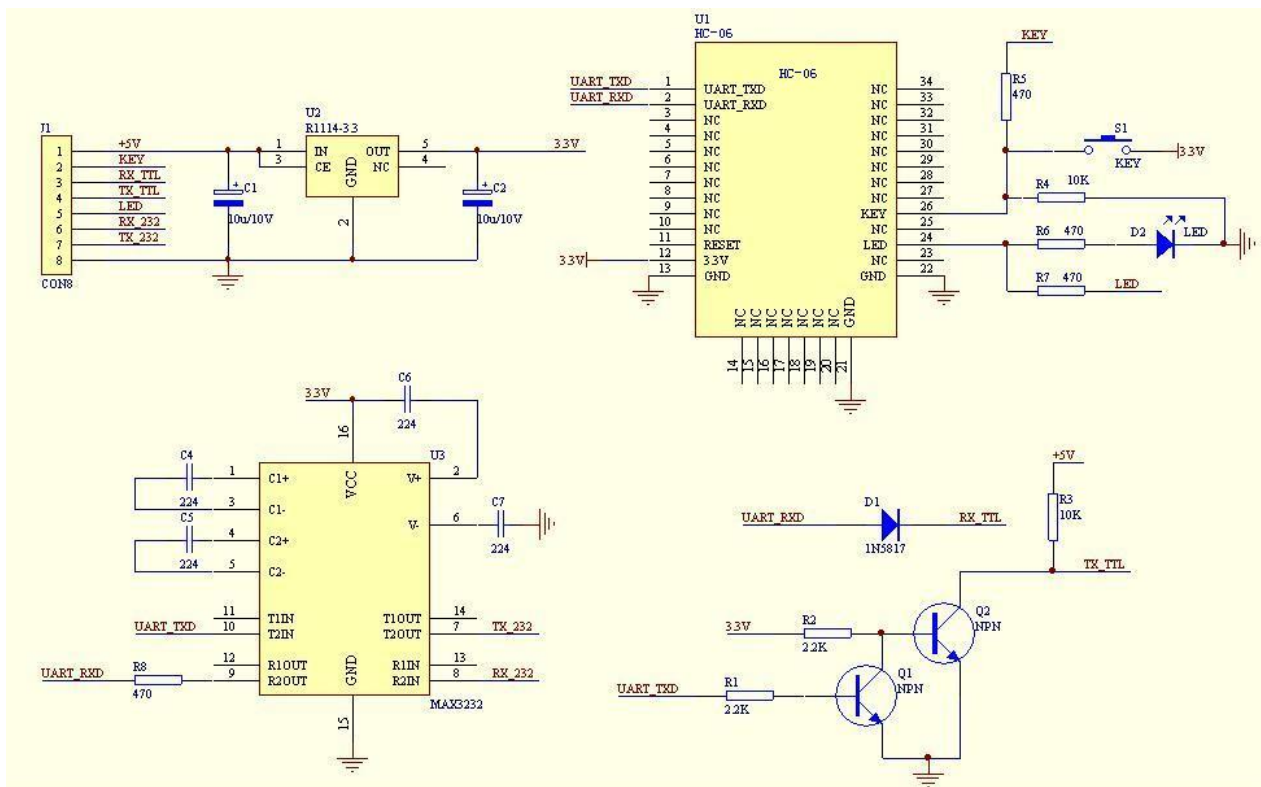 J1
1
2
3
4
5
6
7
8
CON8
+5V
KEY
RX_TTL
TX_TTL
LED
RX_232
TX_232
C1
10u/10V
U2
R1114-33
1
3
IN
CE
GND
OUT
NC
5
4
2
C2
10u/10V
3.3V
U1
HC-06
HC-06
UART_TXD
UART_RXD
1
2
3
4
5
6
7
8
9
10
11
12
13
UART_TXD
UART_RXD
NC
NC
NC
NC
NC
NC
NC
NC
RESET
3.3V
GND
3.3V
NC
NC
NC
NC
NC
NC
NC
NC
KEY
NC
LED
NC
GND
34
33
32
31
30
29
28
27
26
25
24
23
22
NC
NC
NC
NC
NC
NC
NC
GND
14
15
16
17
18
19
20
21
KEY
R5
470
S1
KEY
3.3V
R4 10K
R6 470
D2
LED
R7 470
LED
3.3V
C6
224
16
U3
C4
224
C5
224
1
3
4
5
C1+
C1-
C2+
C2-
VCC
V+
V-
2
6
C7
224
UART_TXD
11
10
12
9
T1IN
T2IN
R1OUT
R2OUT
GND
T1OUT
T2OUT
R1IN
R2IN
14
7
13
8
TX_232
RX_232
UART_RXD
R8
470
MAX3232
15
UART_RXD
D1
1N5817
RX_TTL
+5V
R3
10K
TX_TTL
3.3V
R2
2.2K
Q2
NPN
UART_TXD
R1
2.2K
Q1
NPN